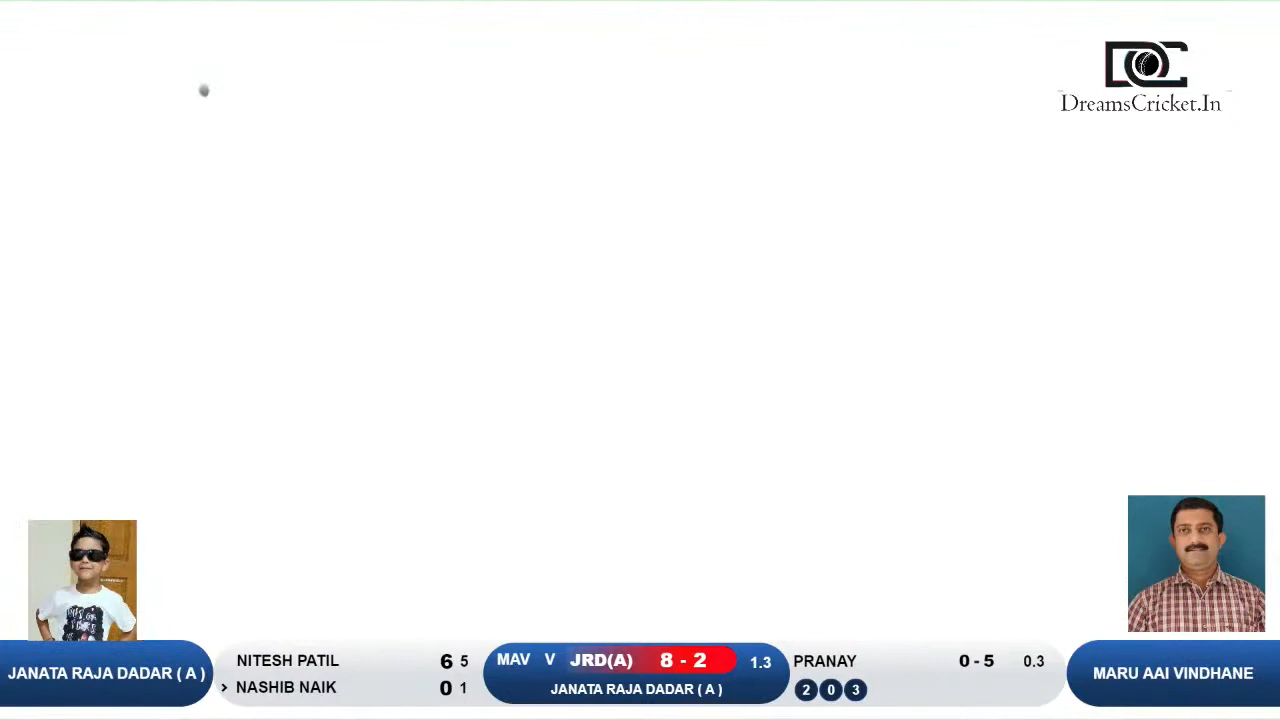 DC
DreamsCricket.In
JANATA RAJA DADAR ( A )
NITESH PATIL 6 5
> NASHIB NAIK 0 1
MAV V JRD(A) 8 - 2 1.3
JANATA RAJA DADAR ( A )
PRANAY 0 - 5 0.3
2 0 3
MARU AAI VINDHANE